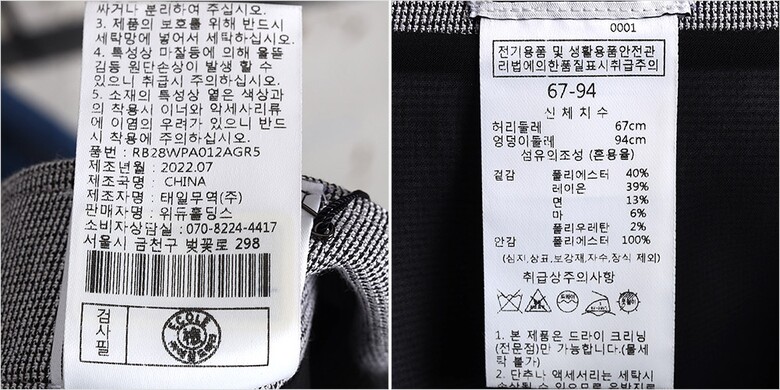 싸거나 분리하여 주십시오.
3. 제품의 보호를 위해 반드시
세탁망에 넣어서 세탁하십시오.
4. 특성상 마찰등에 의해 올뜯
김등 원단손상이 발생 할 수
있으니 취급시 주의하십시오.
5. 소재의 특성상 옅은 색상과
의 착용시 이너와 악세사리류
에 이염의 우려가 있으니 반드
시 착용에 주의하십시오.
품번 : RB28WPA012AGR5
제조년월 : 2022.07
제조국명 : CHINA
제조자명 : 태일무역(주)
판매자명 : 위듀홀딩스
소비자상담실 : 070-8224-4417
서울시 금천구 벚꽃로 298
검사필
ECOLE
0001
전기용품 및 생활용품안전관
리법에의한품질표시취급주의
67-94
신체치수
허리둘레 67cm
엉덩이둘레 94cm
섬유의조성 (혼용율)
겉감 폴리에스터 40%
레이온 39%
면 13%
마 6%
폴리우레탄 2%
안감 폴리에스터 100%
(심지,상표,보강재,자수,장식 제외)
취급상주의사항
1. 본 제품은 드라이 크리닝
(전문점)만 가능합니다.(물세
탁 불가)
2. 단추나 액세서리는 세탁시